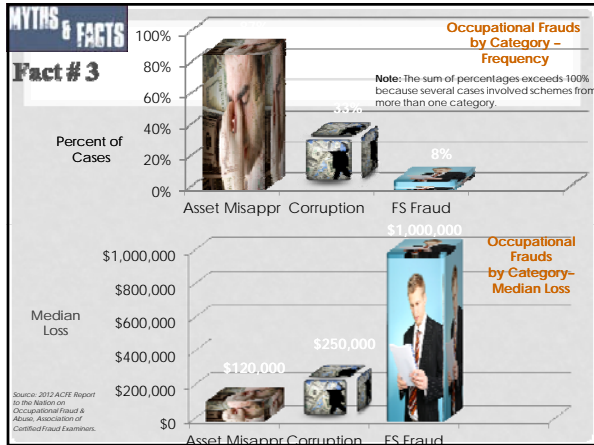 MYTHS
& FACTS
Fact # 3
Occupational Frauds
by Category –
Frequency
Note: The sum of percentages exceeds 100%
because several cases involved schemes from
more than one category.
Percent of
Cases
100%
80%
60%
40%
20%
0%
33%
8%
Asset Misappr Corruption FS Fraud
Occupational
Frauds
by Category–
Median Loss
Median
Loss
$1,000,000
$800,000
$600,000
$400,000
$200,000
$0
$120,000
$250,000
$1,000,000
Asset Misappr Corruption FS Fraud
Source: 2012 ACFE Report
to the Nation on
Occupational Fraud &
Abuse, Association of
Certified Fraud Examiners.